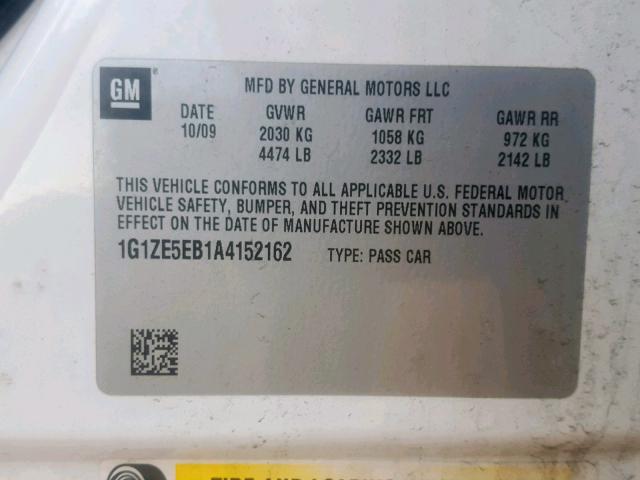 GM
MFD BY GENERAL MOTORS LLC
DATE GVWR GAWR FRT GAWR RR
10/09 2030 KG 1058 KG 972 KG
4474 LB 2332 LB 2142 LB
THIS VEHICLE CONFORMS TO ALL APPLICABLE U.S. FEDERAL MOTOR
VEHICLE SAFETY, BUMPER, AND THEFT PREVENTION STANDARDS IN
EFFECT ON THE DATE OF MANUFACTURE SHOWN ABOVE.
1G1ZE5EB1A4152162 TYPE: PASS CAR
TIRE AND